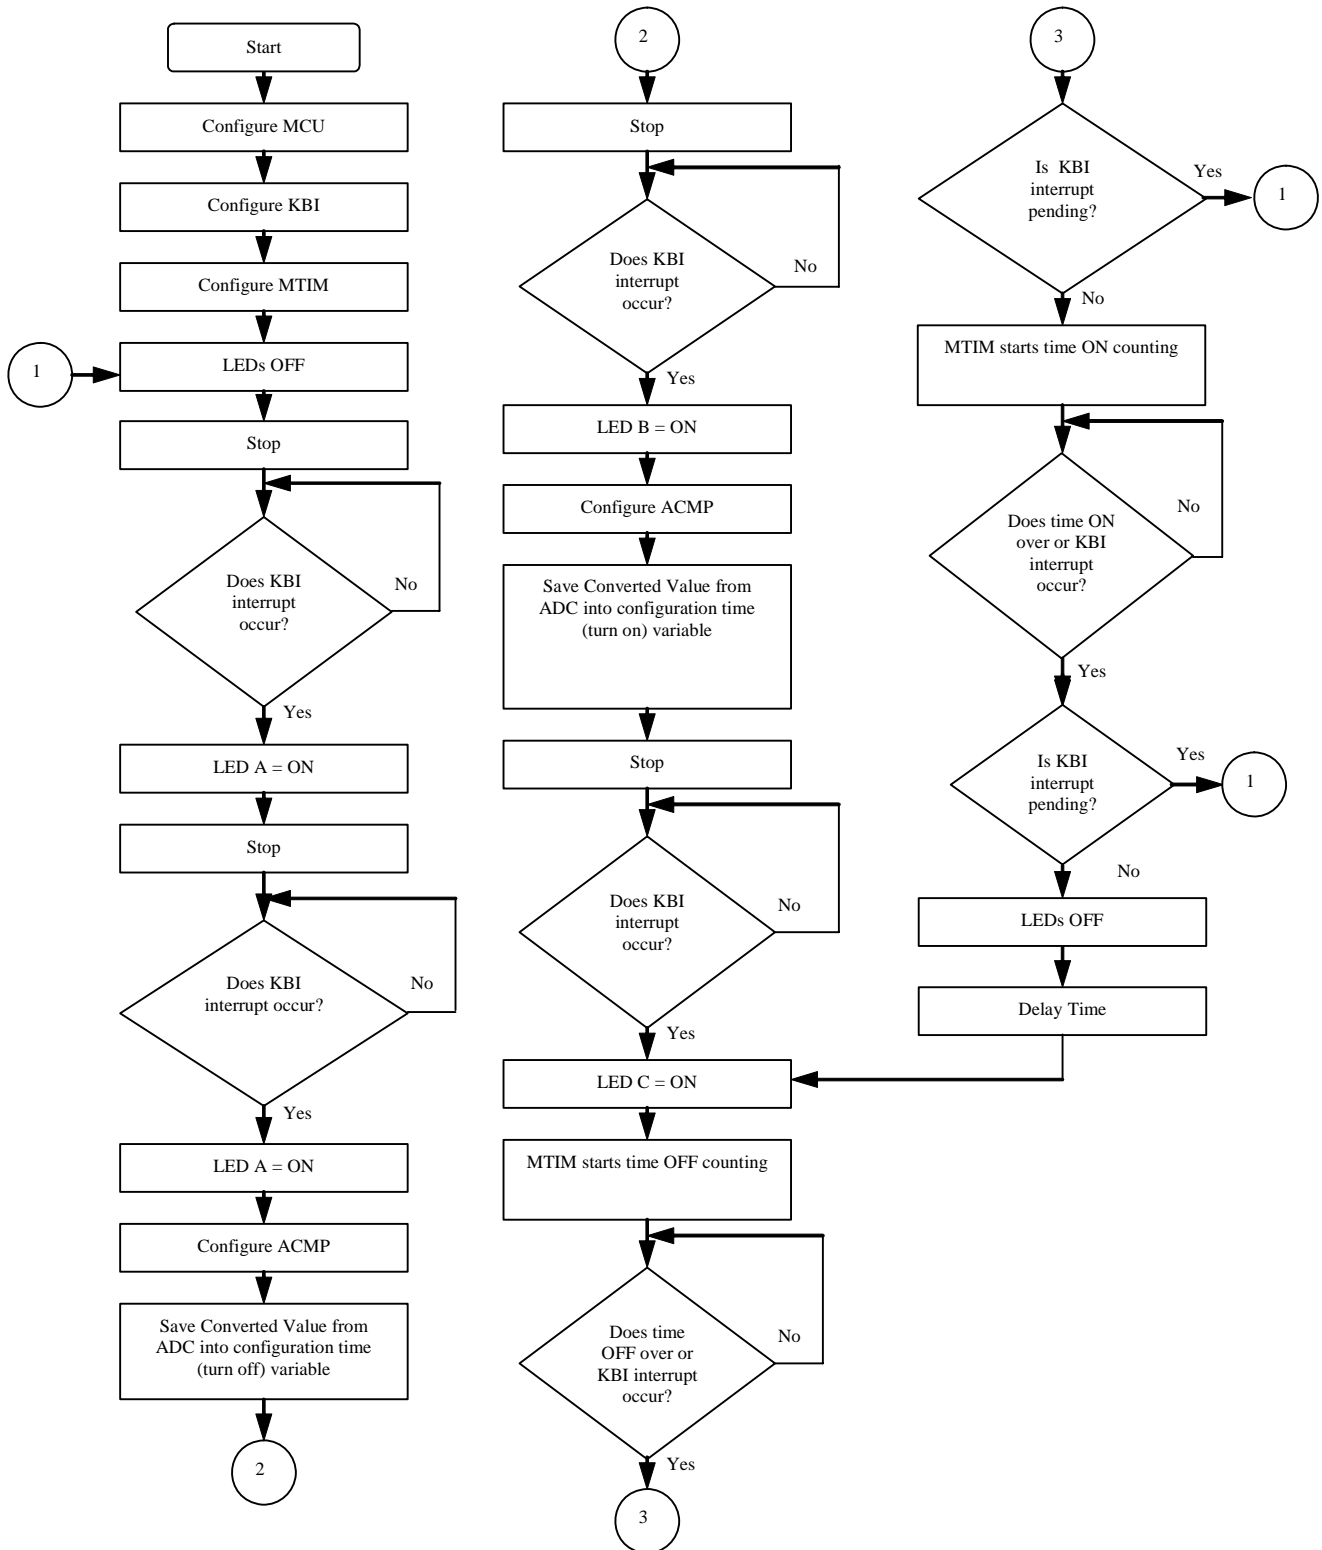 Start
Configure MCU
Configure KBI
Configure MTIM
1
LEDs OFF
Stop
Does KBI
interrupt
occur?
No
Yes
LED A = ON
Stop
Does KBI
interrupt occur?
No
Yes
LED A = ON
Configure ACMP
Save Converted Value from
ADC into configuration time
(turn off) variable
2
2
Stop
Does KBI
interrupt
occur?
No
Yes
LED B = ON
Configure ACMP
Save Converted Value from
ADC into configuration time
(turn on) variable
Stop
Does KBI
interrupt
occur?
No
Yes
LED C = ON
MTIM starts time OFF counting
Does time
OFF over or
KBI interrupt
occur?
No
Yes
3
3
Is KBI
interrupt
pending?
Yes
1
No
MTIM starts time ON counting
Does time ON
over or KBI
interrupt
occur?
No
Yes
Is KBI
interrupt
pending?
Yes
1
No
LEDs OFF
Delay Time